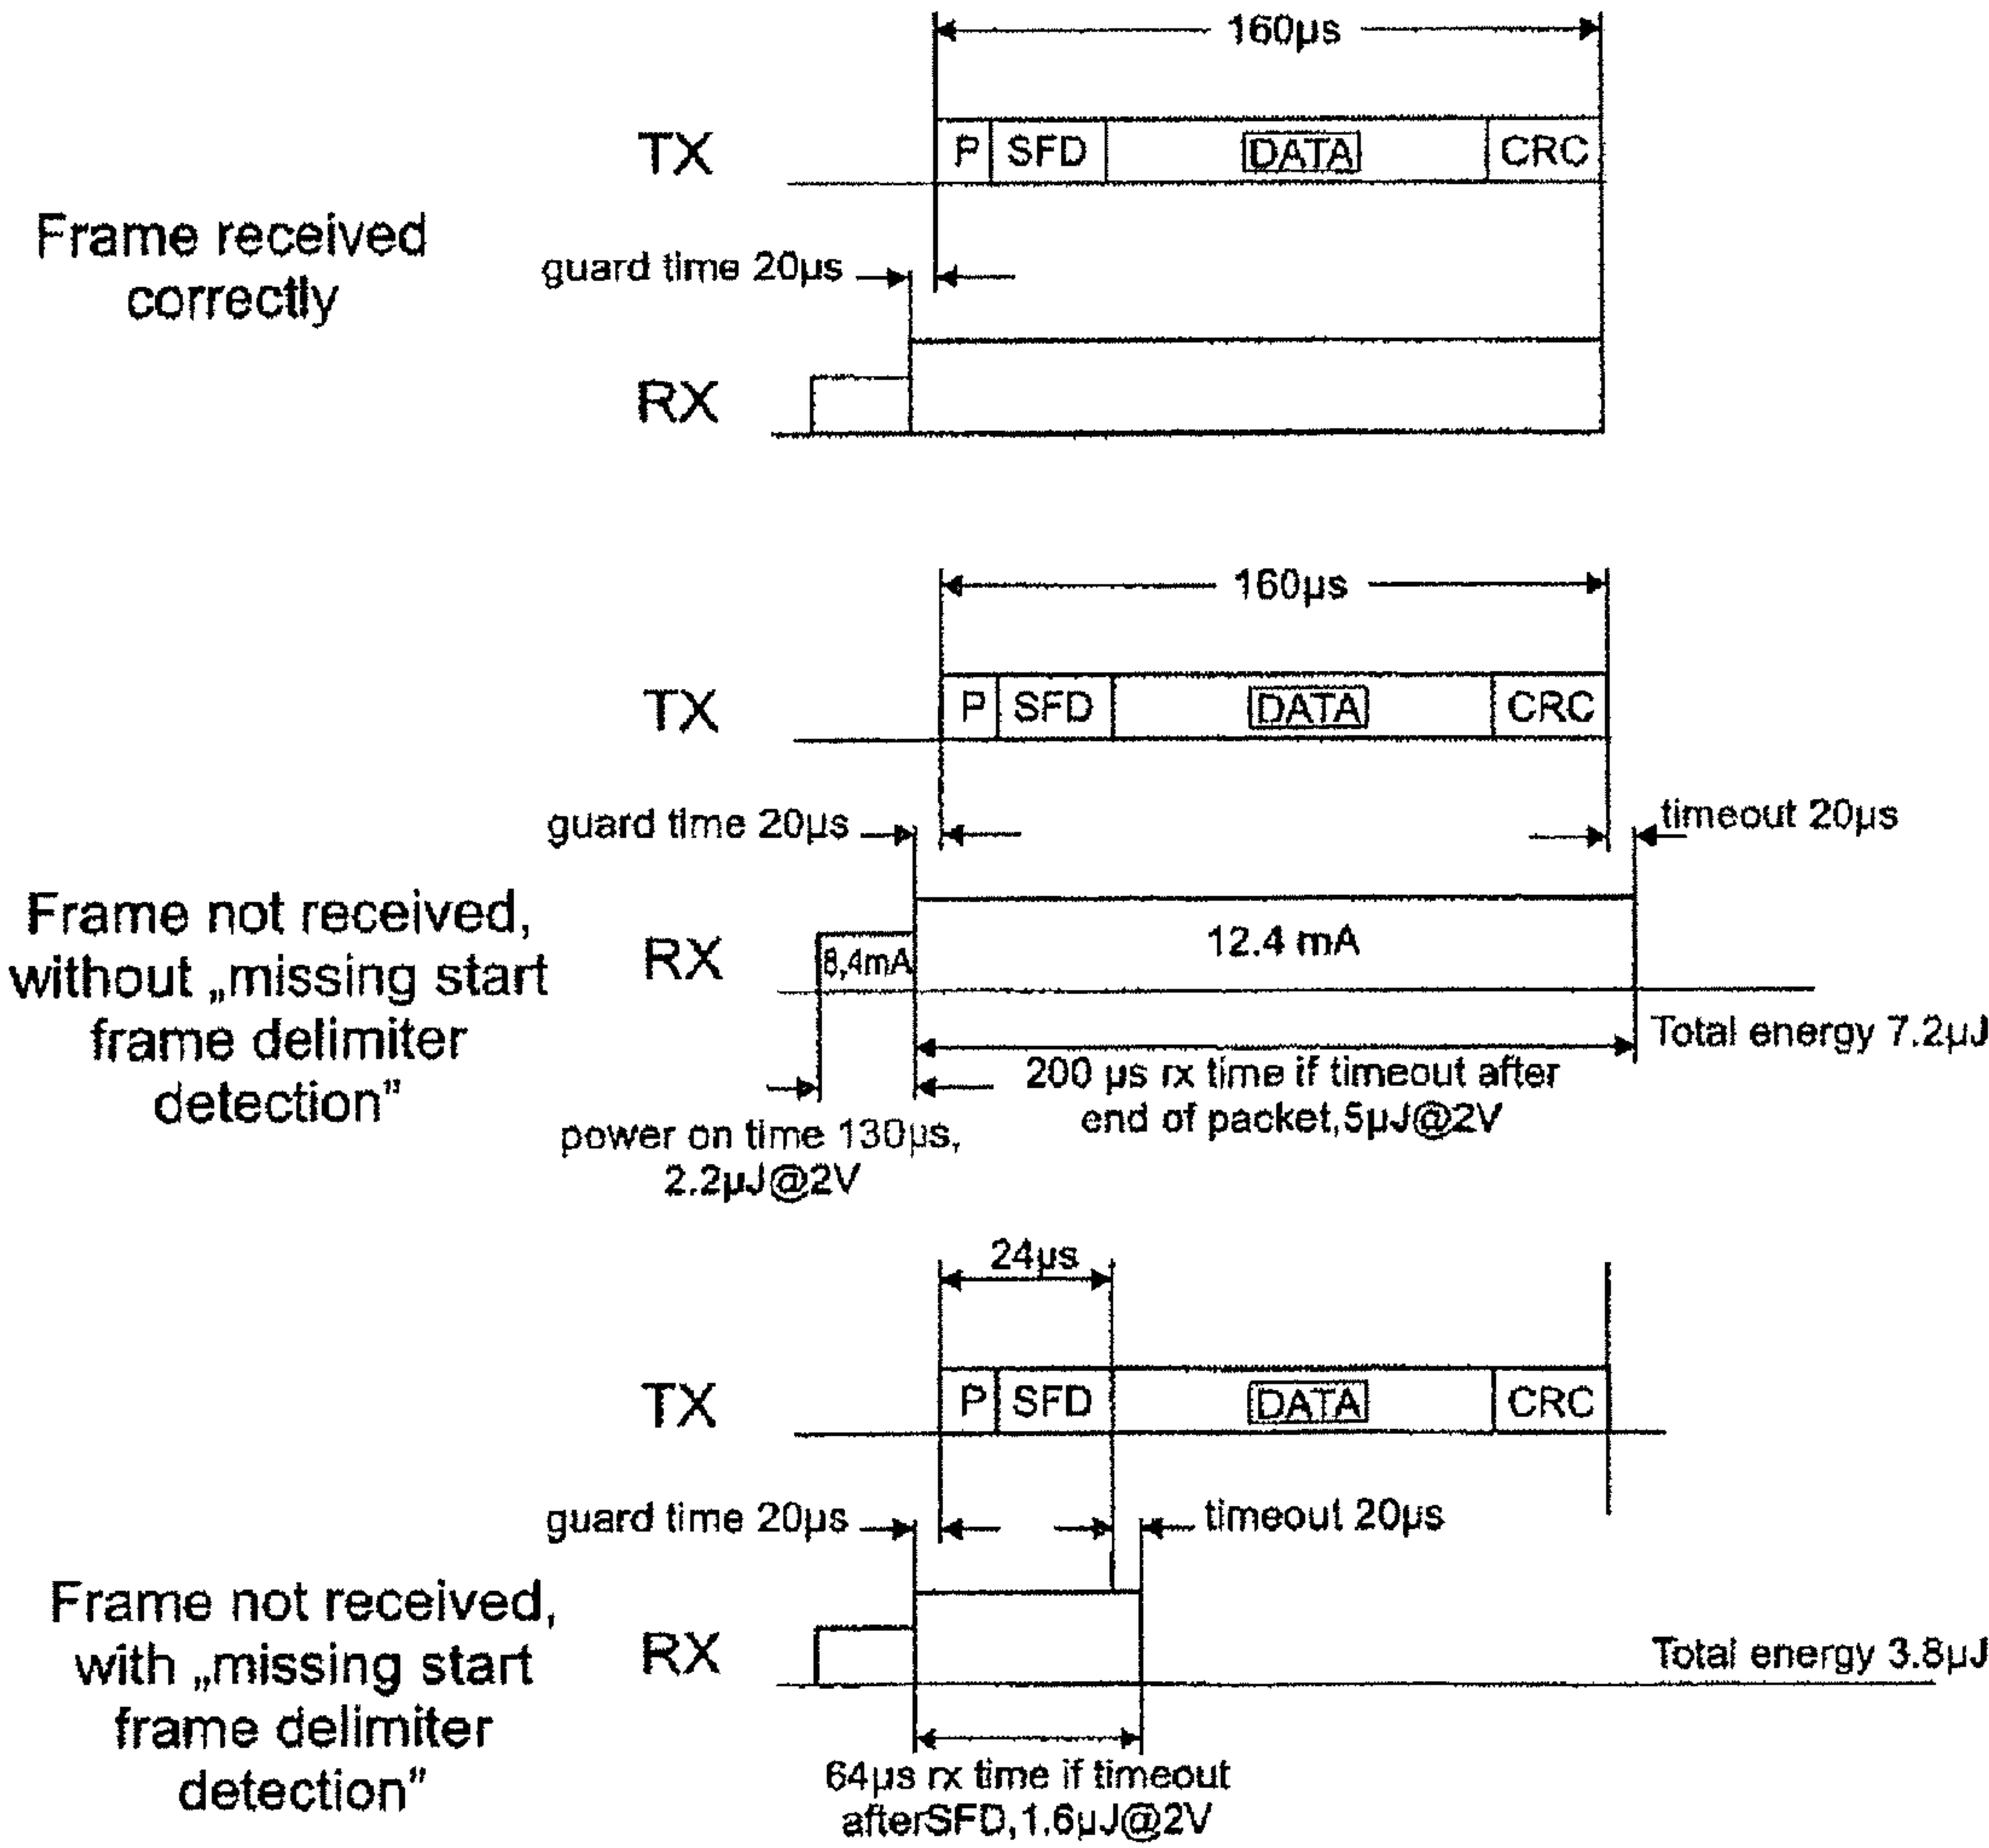 160µs
TX
P SFD DATA CRC
Frame received
correctly
guard time 20µs
RX
160µs
TX
P SFD DATA CRC
guard time 20µs
timeout 20µs
Frame not received,
without „missing start
frame delimiter
detection”
RX
8,4mA
12.4 mA
Total energy 7.2µJ
200 µs rx time if timeout after
end of packet,5µJ@2V
power on time 130µs,
2.2µJ@2V
24µs
TX
P SFD DATA CRC
guard time 20µs
timeout 20µs
Frame not received,
with „missing start
frame delimiter
detection”
RX
Total energy 3.8µJ
64µs rx time if timeout
afterSFD,1.6µJ@2V